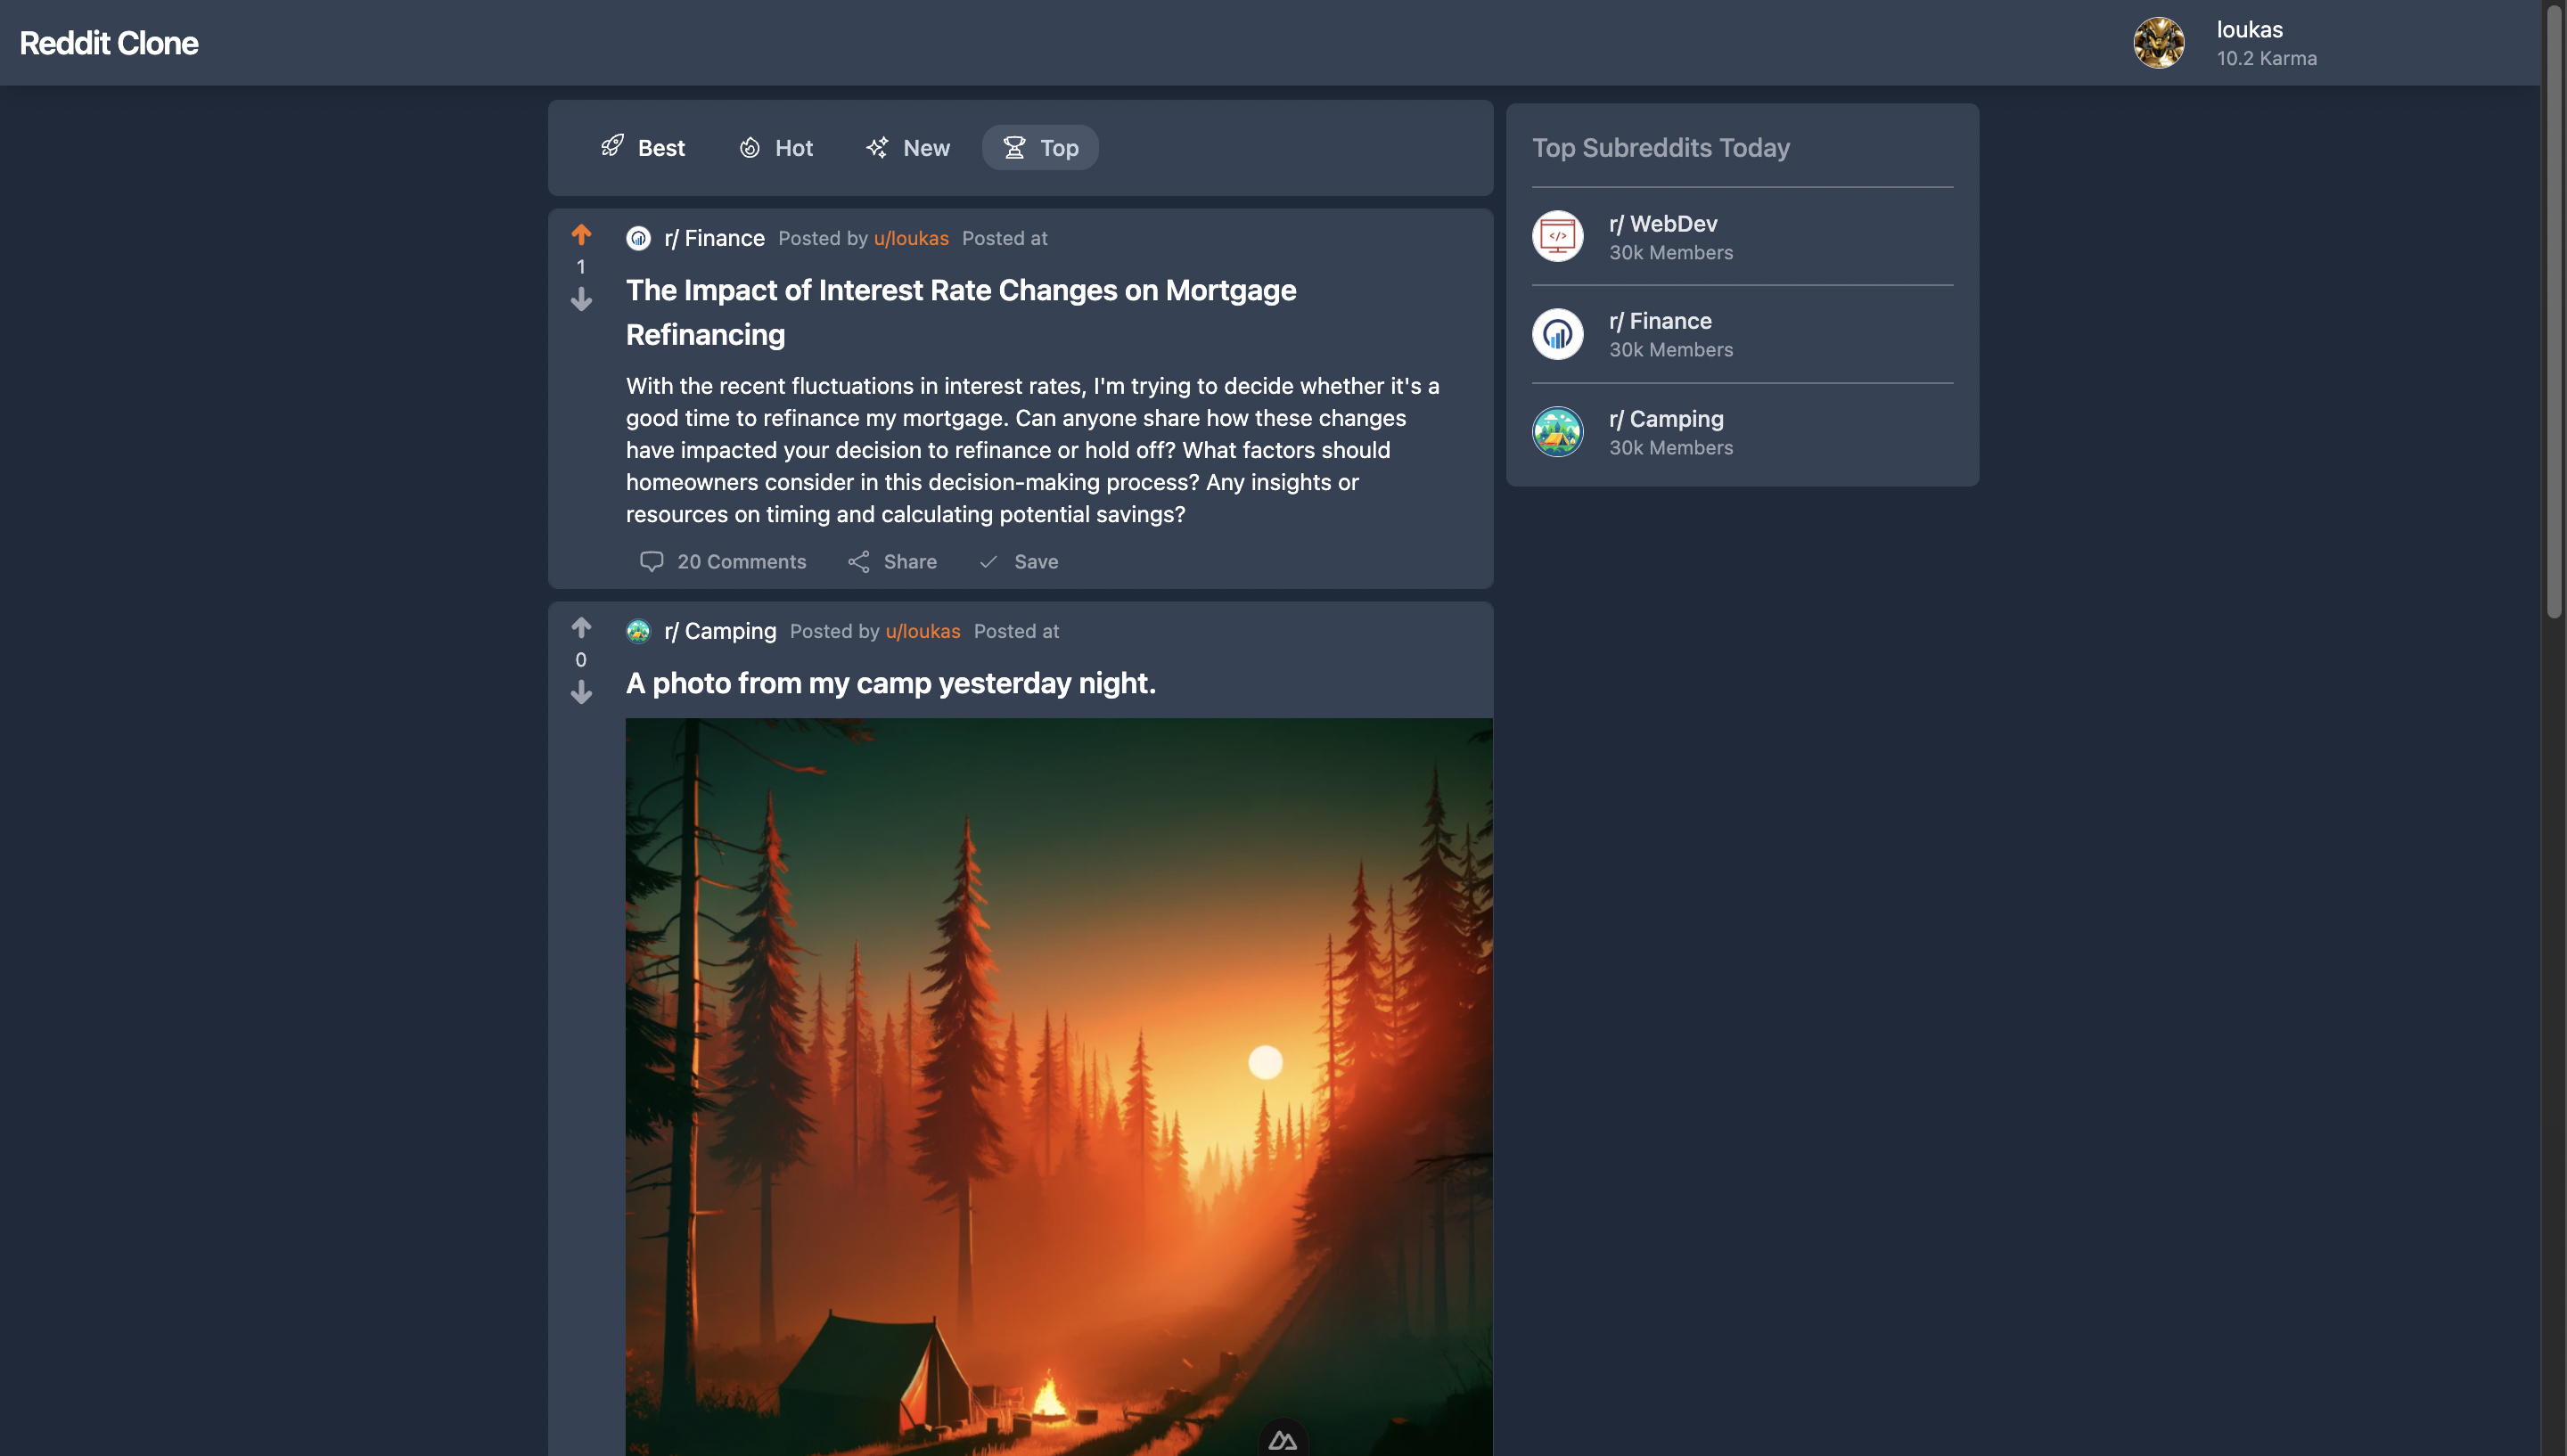 Reddit Clone
loukas
10.2 Karma
Best
Hot
New
Top
r/ Finance Posted by u/loukas Posted at
1
The Impact of Interest Rate Changes on Mortgage
Refinancing
With the recent fluctuations in interest rates, I'm trying to decide whether it's a
good time to refinance my mortgage. Can anyone share how these changes
have impacted your decision to refinance or hold off? What factors should
homeowners consider in this decision-making process? Any insights or
resources on timing and calculating potential savings?
20 Comments
Share
Save
r/ Camping Posted by u/loukas Posted at
0
A photo from my camp yesterday night.
Top Subreddits Today
</>
r/ WebDev
30k Members
r/ Finance
30k Members
r/ Camping
30k Members